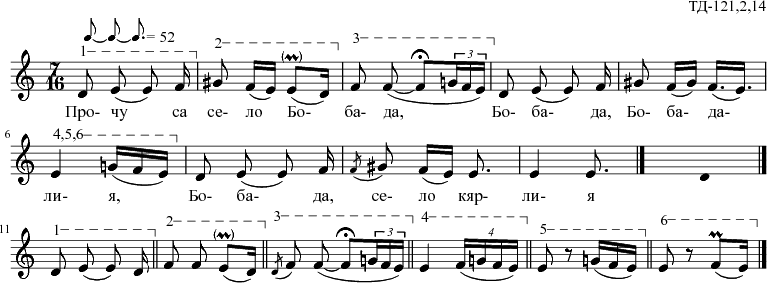 ТД-121,2,14
= 52
1 2 3
7
16
Про- чу са се- ло Бо- ба- да, Бо- ба- да, Бо- ба- да-
3
6
4,5,6
ли- я, Бо- ба- да, се- ло кяр- ли- я
11
1 2 3 4 5 6
3 4